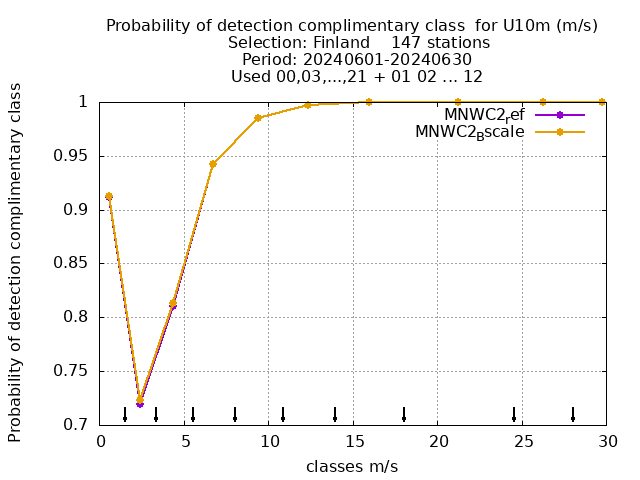 Probability of detection complimentary class  for U10m (m/s)
Selection: Finland    147 stations
Period: 20240601-20240630
Used 00,03,...,21 + 01 02 ... 12
Probability of detection complimentary class
1
0.95
0.9
0.85
0.8
0.75
0.7
MNWC2ref
MNWC2Bscale
0 5 10 15 20 25 30
classes m/s